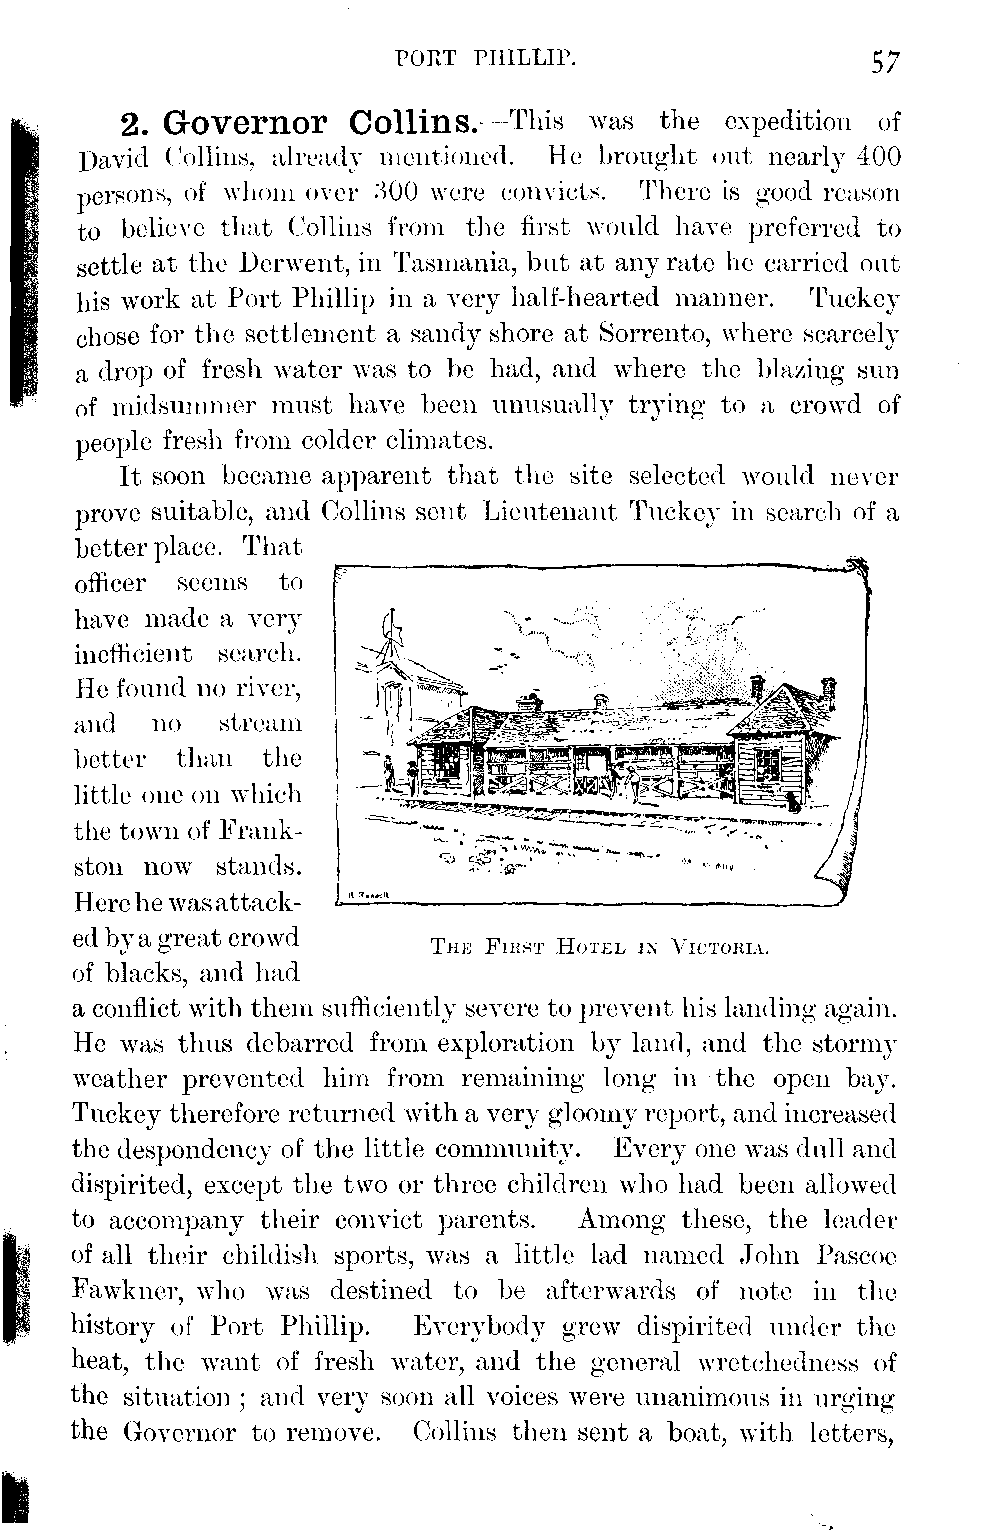 PORT PHILLIP.
57
2. Governor Collins.—This was the expedition of
David Collins, already mentioned. He brought out nearly 400
persons, of whom over 300 were convicts. There is good reason
to believe that Collins from the first would have preferred to
settle at the Derwent, in Tasmania, but at any rate he carried out
his work at Port Phillip in a very half-hearted manner. Tuckey
chose for the settlement a sandy shore at Sorrento, where scarcely
a drop of fresh water was to be had, and where the blazing sun
of midsummer must have been unusually trying to a crowd of
people fresh from colder climates.
It soon became apparent that the site selected would never
prove suitable, and Collins sent Lieutenant Tuckey in search of a
better place. That
officer seems to
have made a very
inefficient search.
He found no river,
and no stream
better than the
little one on which
the town of Frank-
ston now stands.
Here he was attack-
ed by a great crowd
of blacks, and had
THE FIRST HOTEL IN VICTORIA.
a conflict with them sufficiently severe to prevent his landing again.
He was thus debarred from exploration by land, and the stormy
weather prevented him from remaining long in the open bay.
Tuckey therefore returned with a very gloomy report, and increased
the despondency of the little community. Every one was dull and
dispirited, except the two or three children who had been allowed
to accompany their convict parents. Among these, the leader
of all their childish sports, was a little lad named John Pascoe
Fawkner, who was destined to be afterwards of note in the
history of Port Phillip. Everybody grew dispirited under the
heat, the want of fresh water, and the general wretchedness of
the situation ; and very soon all voices were unanimous in urging
the Governor to remove. Collins then sent a boat, with letters,